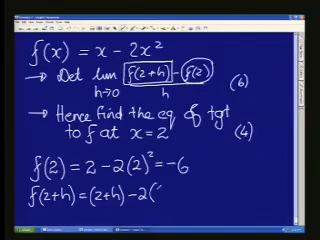 f(x) = x - 2x²
→ Det lim h→0 f(2+h) - f(2) / h (6)
→ Hence find the eq of tgt
to f at x = 2 (4)
f(2) = 2 - 2(2)² = -6
f(2+h) = (2+h) - 2(